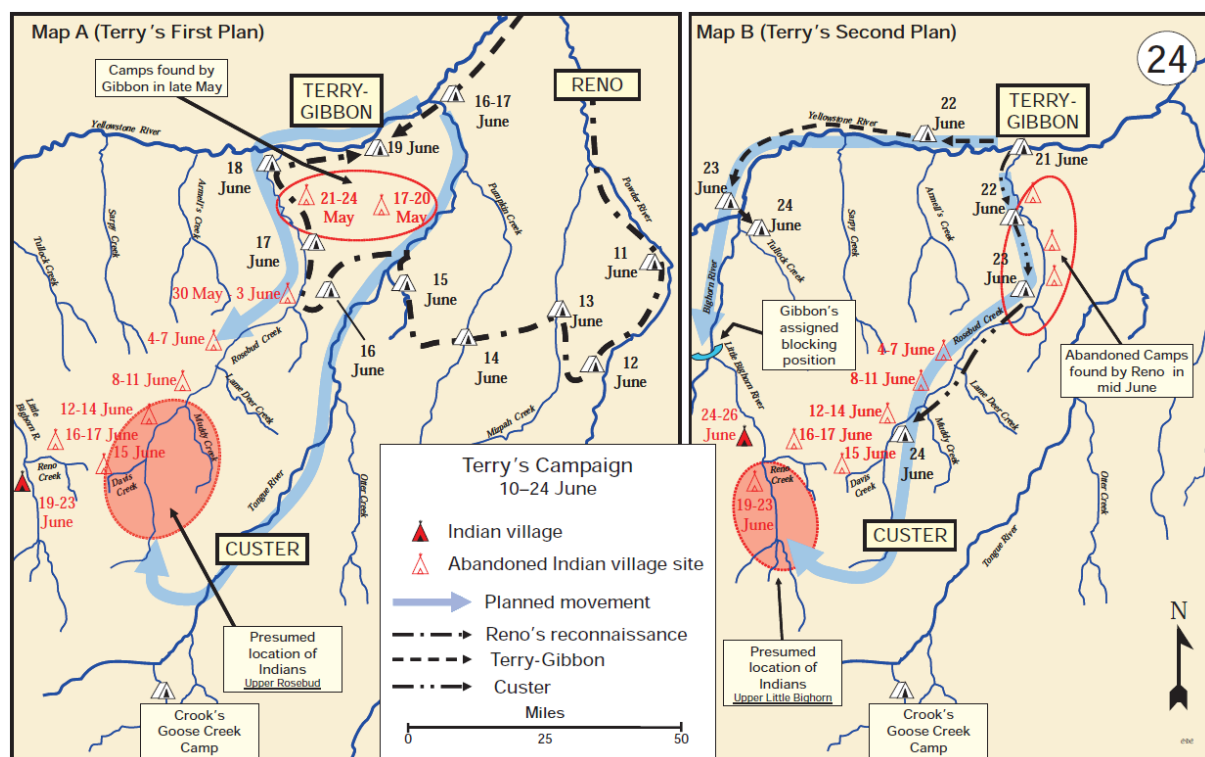 Map A (Terry's First Plan)
Camps found by
Gibbon in late May
TERRY-
GIBBON
RENO
16-17
June
Yellowstone River
19 June
18
June
21-24
May
17-20
May
Armell's Creek
Sarpy Creek
Tullock Creek
Pumpkin Creek
Powder River
17
June
11
June
15
June
30 May - 3 June
13
June
4-7 June
Rosebud Creek
16
June
14
June
12
June
8-11 June
Lame Deer Creek
Little
Bighorn R.
12-14 June
Muddy Creek
Mizpah Creek
16-17 June
15 June
Reno
Creek
Davis
Creek
19-23
June
Tongue River
Otter Creek
CUSTER
Presumed
location of
Indians
Upper Rosebud
Crook's
Goose Creek
Camp
Terry's Campaign
10–24 June
Indian village
Abandoned Indian village site
Planned movement
Reno's reconnaissance
Terry-Gibbon
Custer
Miles
0
25
50
Map B (Terry's Second Plan)
24
22
June
TERRY-
GIBBON
Yellowstone River
21 June
23
June
22
June
24
June
Armell's Creek
Sarpy Creek
Tullock Creek
Bighorn River
23
June
Gibbon's
assigned
blocking
position
Rosebud Creek
Little Bighorn River
4-7 June
Abandoned Camps
found by Reno in
mid June
8-11 June
Lame Deer Creek
24-26
June
12-14 June
16-17 June
Muddy Creek
15 June
24
June
Reno
Creek
Davis
Creek
19-23
June
Otter Creek
CUSTER
Tongue River
Presumed
location of
Indians
Upper Little Bighorn
N
Crook's
Goose Creek
Camp